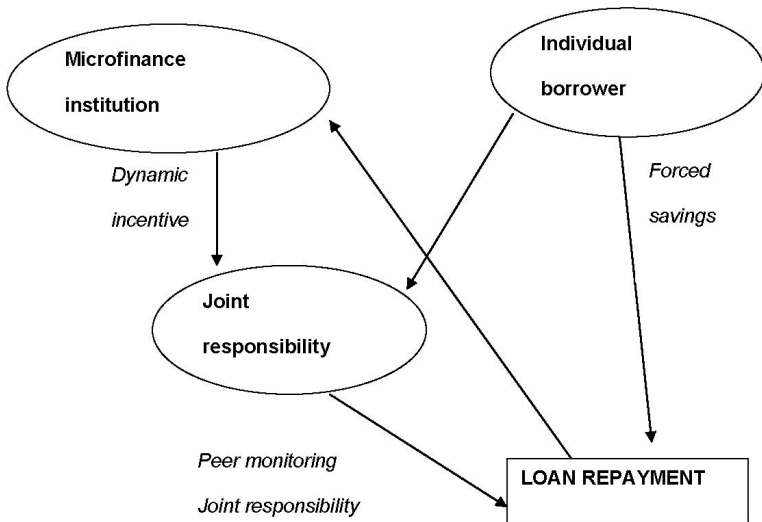 Microfinance
institution
Individual
borrower
Dynamic
incentive
Forced
savings
Joint
responsibility
Peer monitoring
Joint responsibility
LOAN REPAYMENT